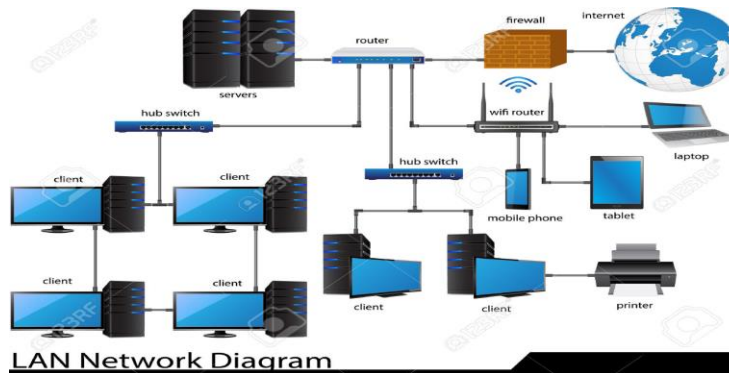 firewall
internet
router
servers
hub switch
wifi router
laptop
hub switch
client
client
mobile phone
tablet
client
client
client
client
printer
LAN Network Diagram
123RF